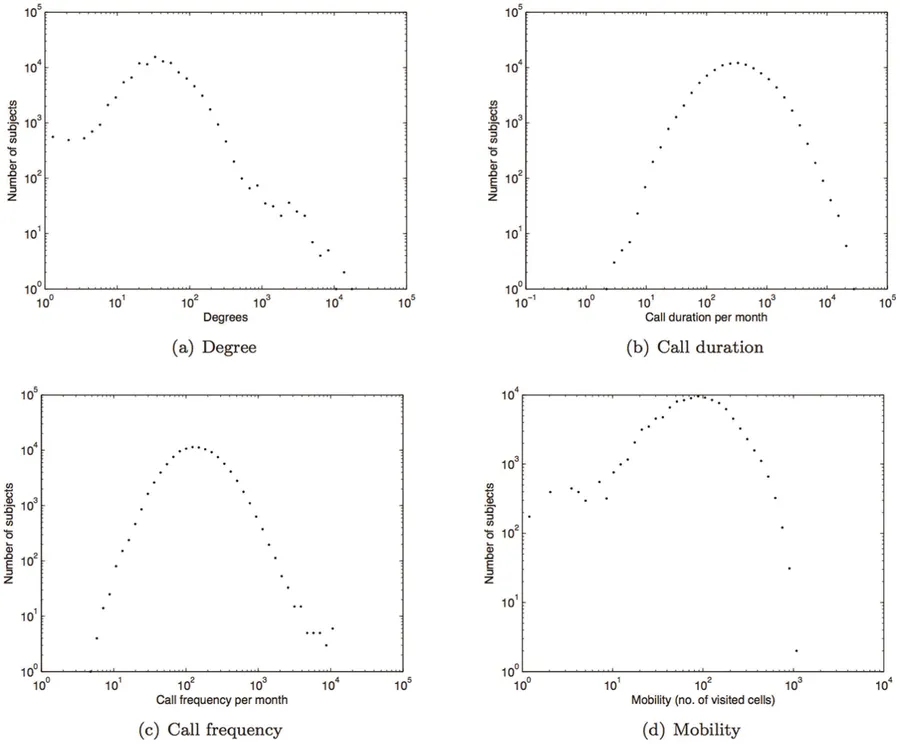 10^5
10^4
10^3
10^2
10^1
10^0
Number of subjects
10^0 10^1 10^2 10^3 10^4 10^5
Degrees
(a) Degree
10^5
10^4
10^3
10^2
10^1
10^0
Number of subjects
10^-1 10^0 10^1 10^2 10^3 10^4 10^5
Call duration per month
(b) Call duration
10^5
10^4
10^3
10^2
10^1
10^0
Number of subjects
10^0 10^1 10^2 10^3 10^4 10^5
Call frequency per month
(c) Call frequency
10^4
10^3
10^2
10^1
10^0
Number of subjects
10^0 10^1 10^2 10^3 10^4
Mobility (no. of visited cells)
(d) Mobility